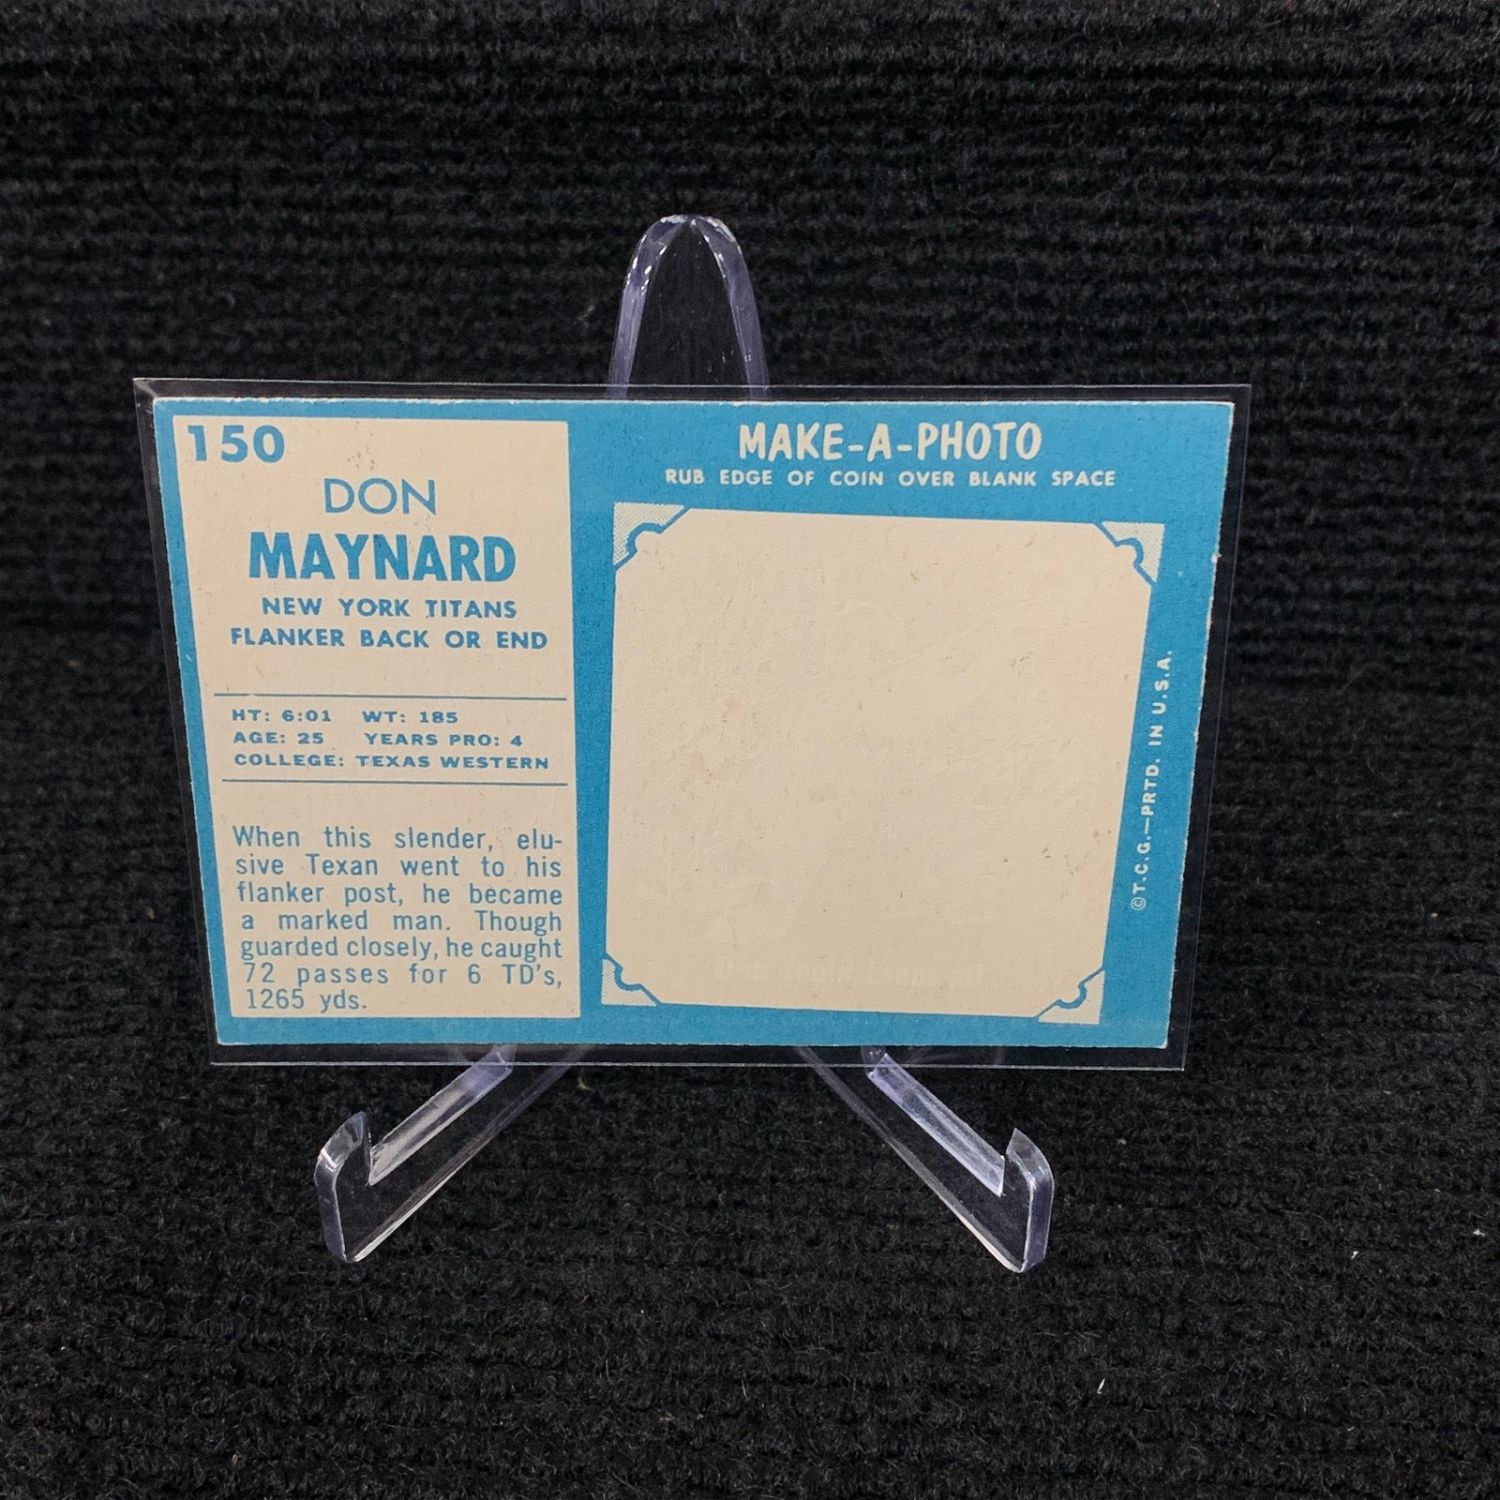 150
DON
MAYNARD
NEW YORK TITANS
FLANKER BACK OR END
HT: 6:01 WT: 185
AGE: 25 YEARS PRO: 4
COLLEGE: TEXAS WESTERN
When this slender, elu-
sive Texan went to his
flanker post, he became
a marked man. Though
guarded closely, he caught
72 passes for 6 TD's,
1265 yds.
MAKE-A-PHOTO
RUB EDGE OF COIN OVER BLANK SPACE
©T.C.G.—PRTD. IN U.S.A.